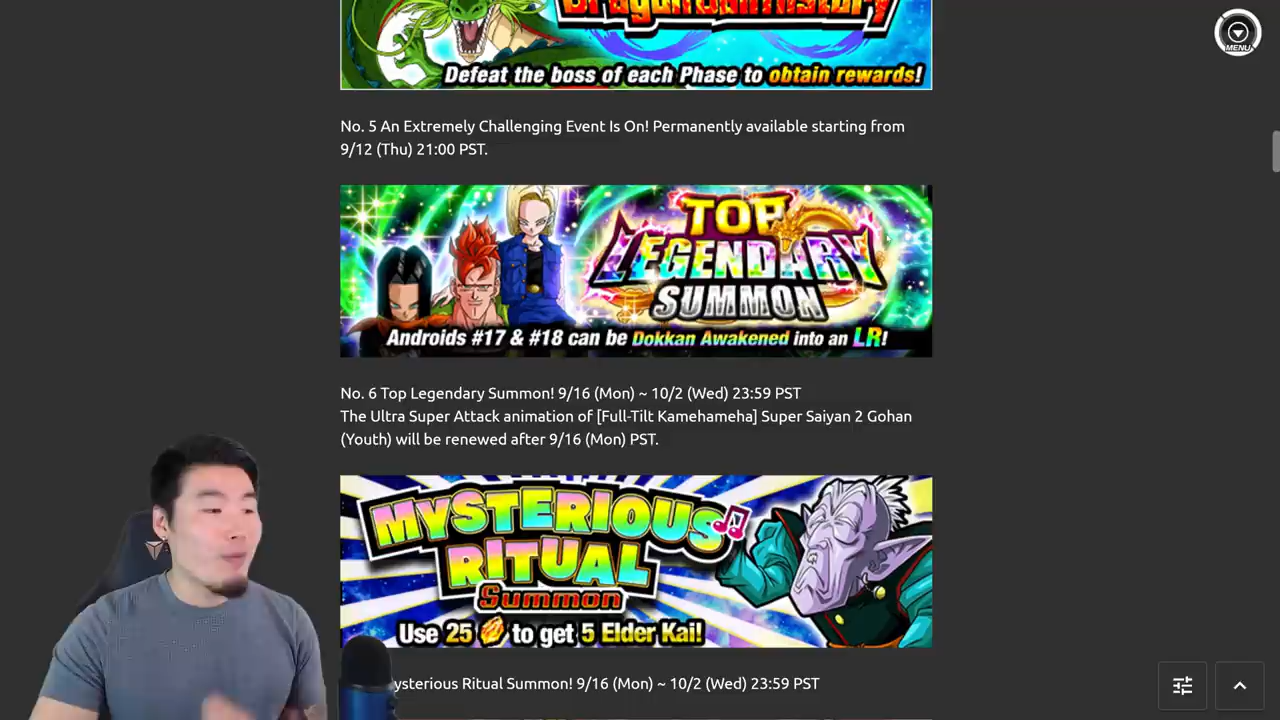 MENU
Defeat the boss of each Phase to obtain rewards!
No. 5 An Extremely Challenging Event Is On! Permanently available starting from
9/12 (Thu) 21:00 PST.
TOP
LEGENDARY
SUMMON
Androids #17 & #18 can be Dokkan Awakened into an LR!
No. 6 Top Legendary Summon! 9/16 (Mon) ~ 10/2 (Wed) 23:59 PST
The Ultra Super Attack animation of [Full-Tilt Kamehameha] Super Saiyan 2 Gohan
(Youth) will be renewed after 9/16 (Mon) PST.
MYSTERIOUS
RITUAL
Summon
Use 25 to get 5 Elder Kai!
ysterious Ritual Summon! 9/16 (Mon) ~ 10/2 (Wed) 23:59 PST